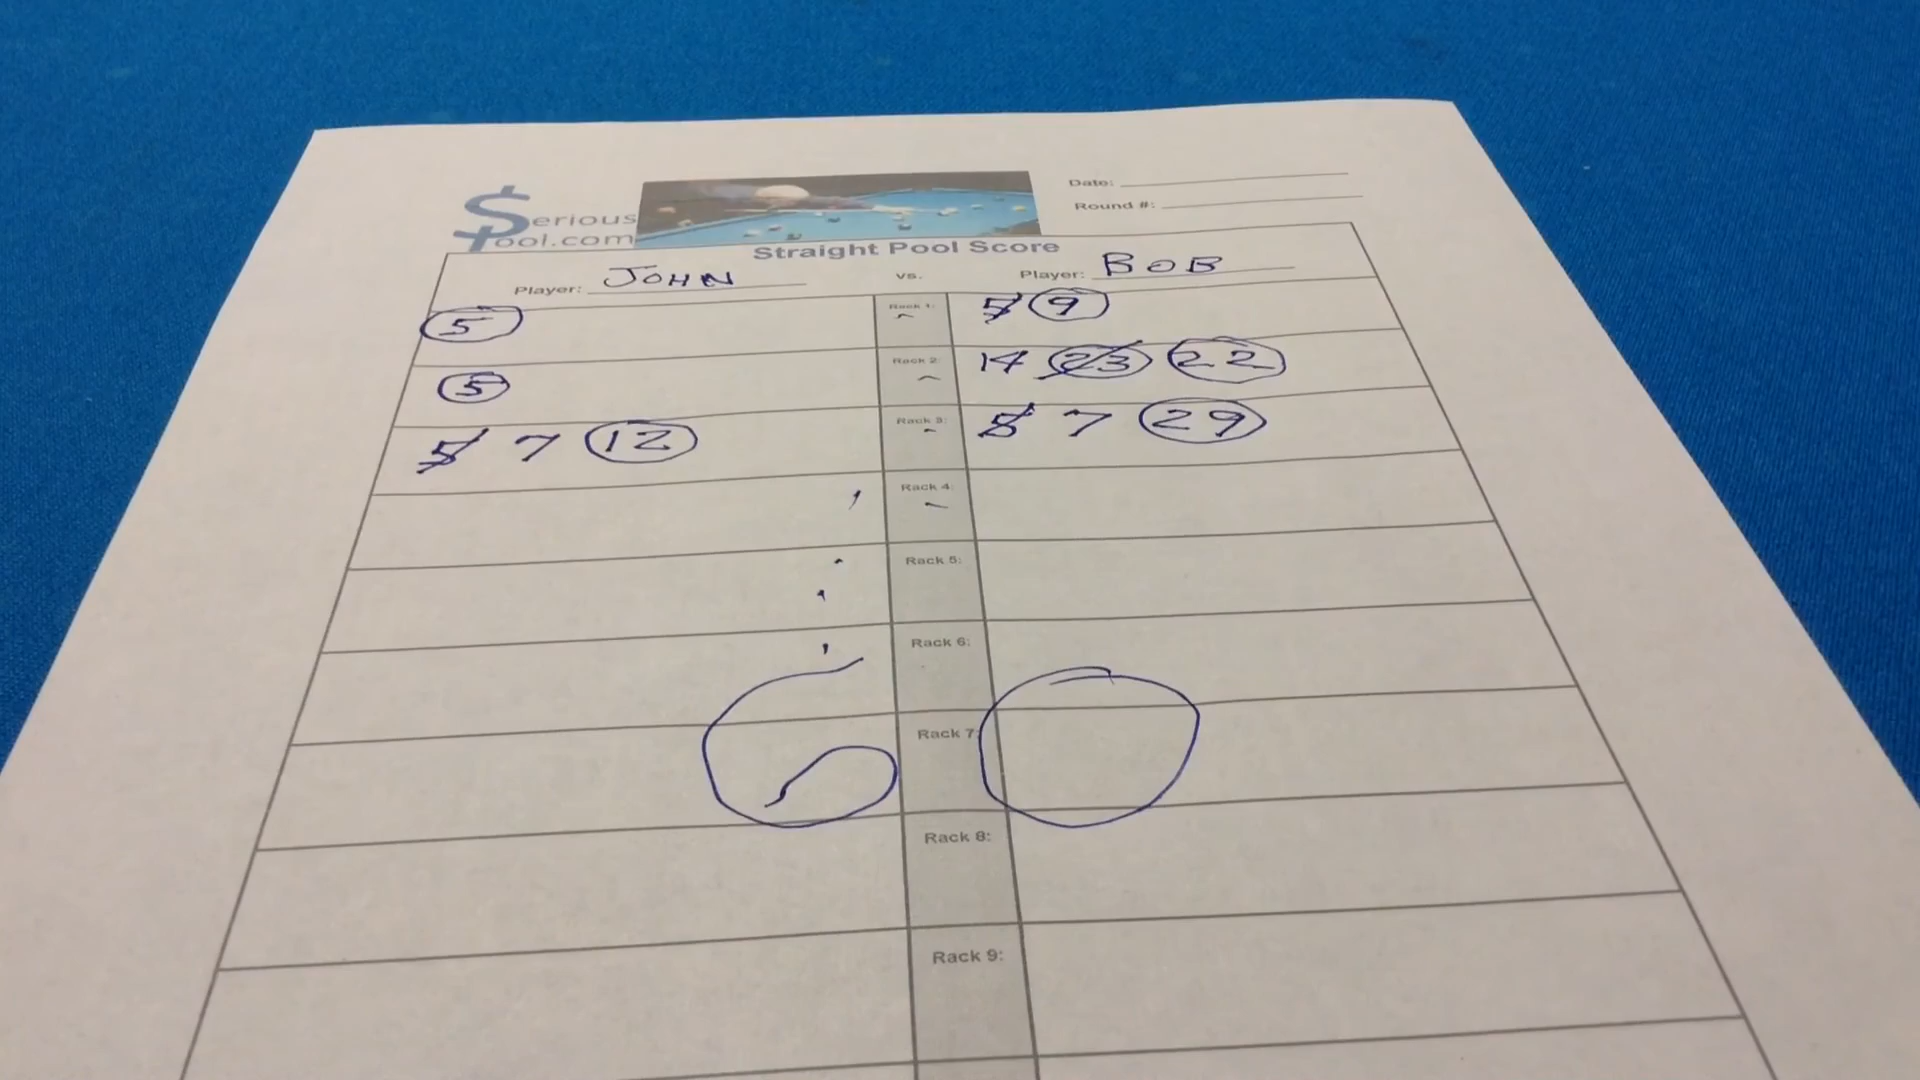 Serious
Pool.com
Date:
Round #:
Straight Pool Score
Player: JOHN vs. Player: BOB
5 Rack 1: 5 9
5 Rack 2: 14 23 22
5 7 12 Rack 3: 8 7 29
Rack 4:
Rack 5:
Rack 6:
Rack 7:
Rack 8:
Rack 9: